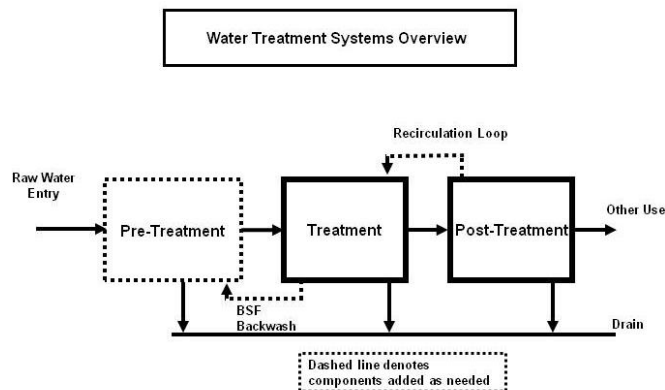 Water Treatment Systems Overview
Recirculation Loop
Raw Water
Entry
Pre-Treatment
Treatment
Post-Treatment
Other Use
BSF
Backwash
Drain
Dashed line denotes
components added as needed